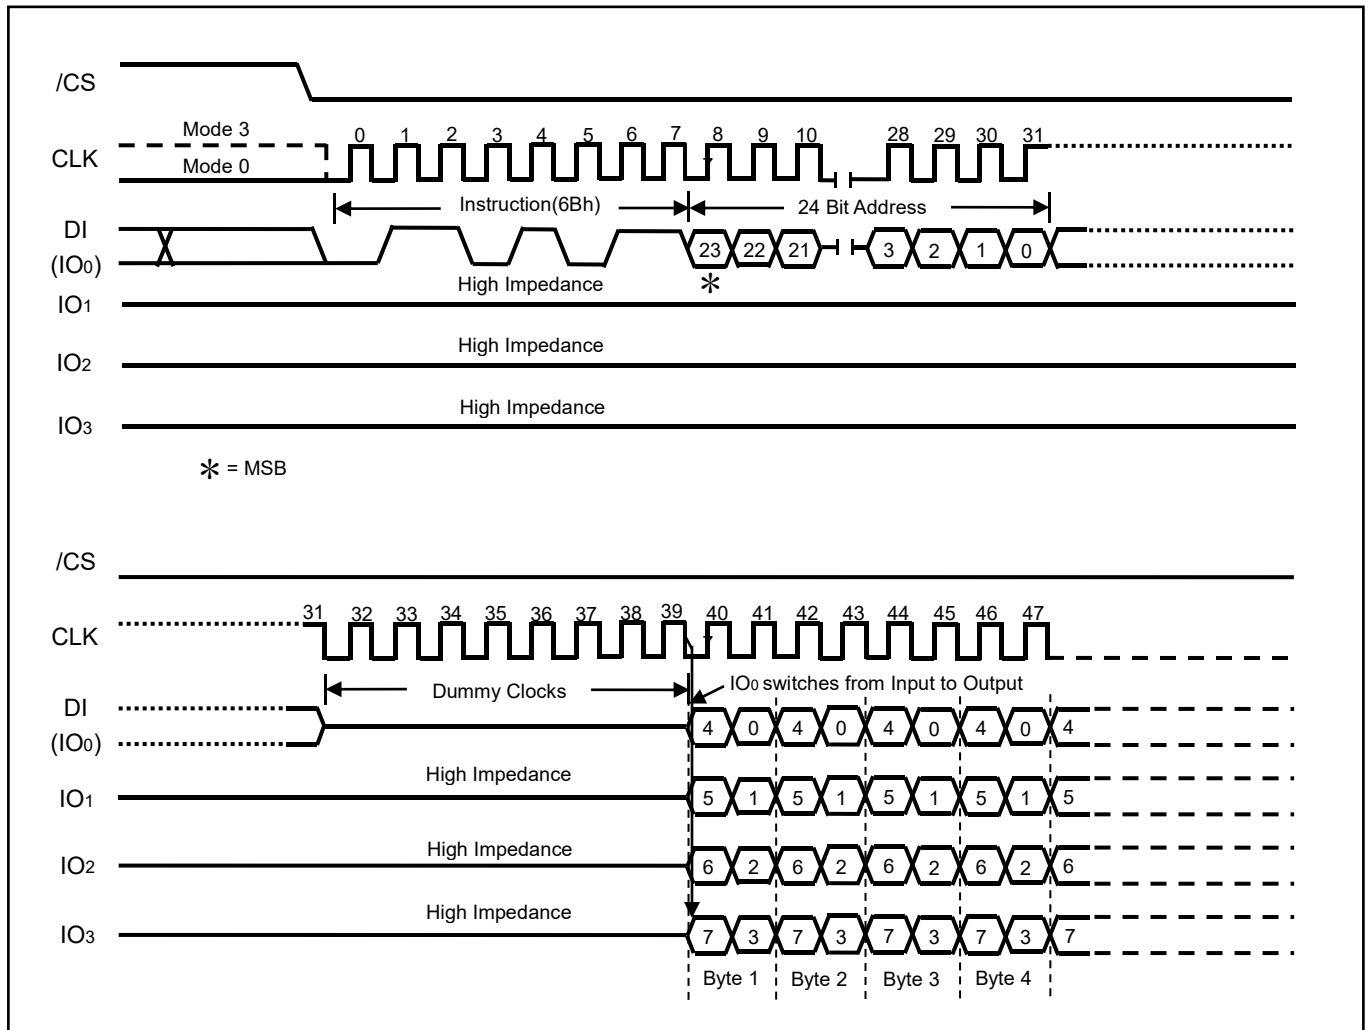 /CS
Mode 3
0 1 2 3 4 5 6 7 8 9 10 28 29 30 31
CLK
Mode 0
7
Instruction(6Bh) 24 Bit Address
DI
(IO0)
23 22 21 3 2 1 0
High Impedance *
IO1
High Impedance
IO2
High Impedance
IO3
* = MSB
/CS
31 32 33 34 35 36 37 38 39 40 41 42 43 44 45 46 47
CLK
7
Dummy Clocks IO0 switches from Input to Output
DI
(IO0)
4 0 4 0 4 0 4 0 4
High Impedance
IO1 5 1 5 1 5 1 5 1 5
High Impedance
IO2 6 2 6 2 6 2 6 2 6
High Impedance
IO3 7 3 7 3 7 3 7 3 7
Byte 1 Byte 2 Byte 3 Byte 4